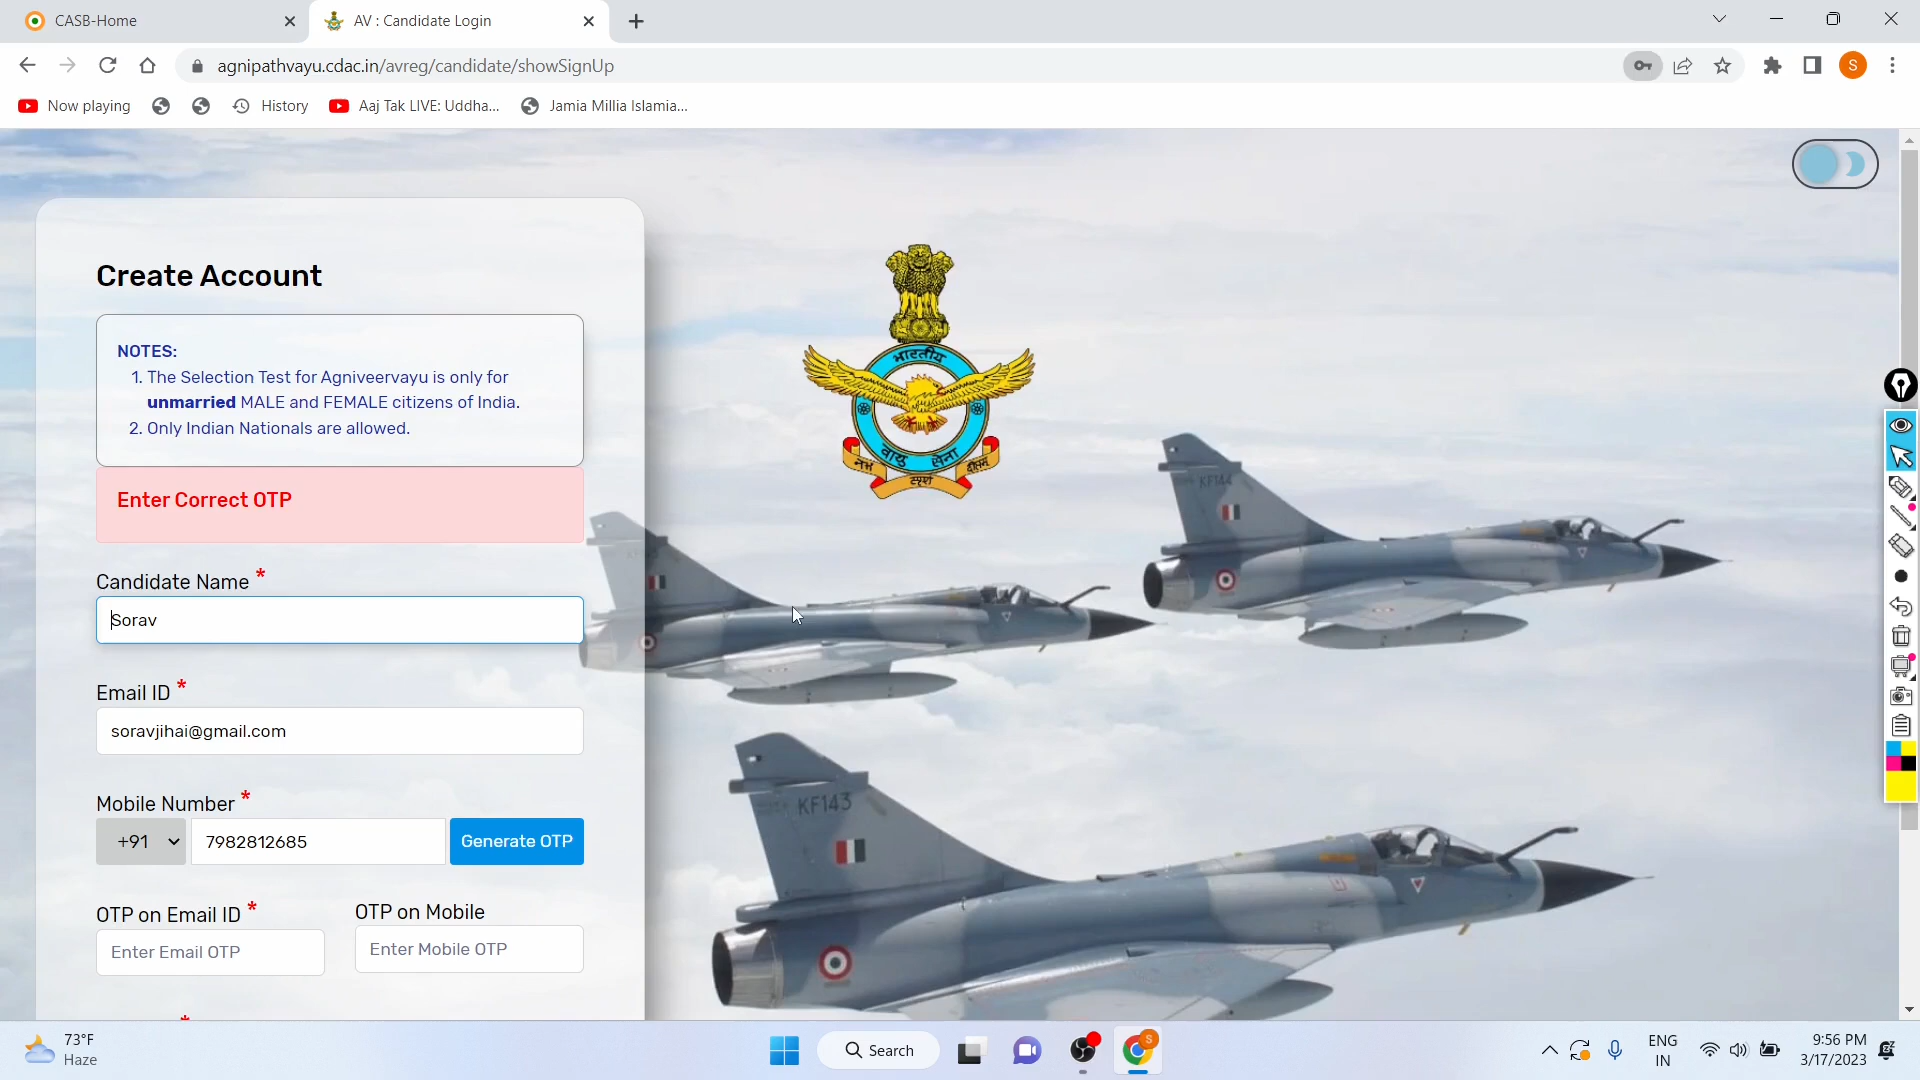 CASB-Home
AV : Candidate Login
agnipathvayu.cdac.in/avreg/candidate/showSignUp
S
Now playing
History
Aaj Tak LIVE: Uddha...
Jamia Millia Islamia...
Create Account
NOTES:
1. The Selection Test for Agniveervayu is only for
unmarried MALE and FEMALE citizens of India.
2. Only Indian Nationals are allowed.
Enter Correct OTP
Candidate Name *
Sorav
Email ID *
soravjihai@gmail.com
Mobile Number *
+91
7982812685
Generate OTP
OTP on Email ID *
OTP on Mobile
Enter Email OTP
Enter Mobile OTP
*
भारतीय
वायु सेना
नभः स्पृशं दीप्तम्
KF144
KF143
73°F
Haze
Search
S
ENG
IN
9:56 PM
3/17/2023